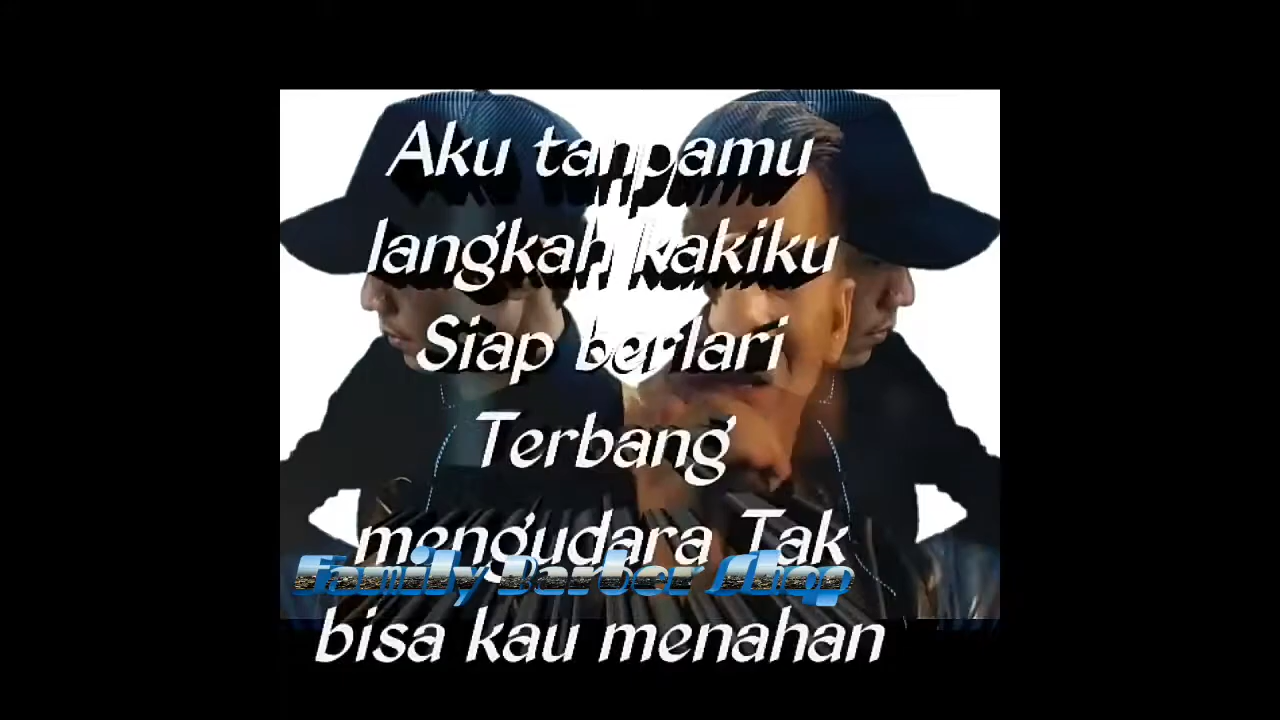 Aku tanpamu
langkah kakiku
Siap berlari
Terbang
mengudara Tak
Family Barber Shop
bisa kau menahan